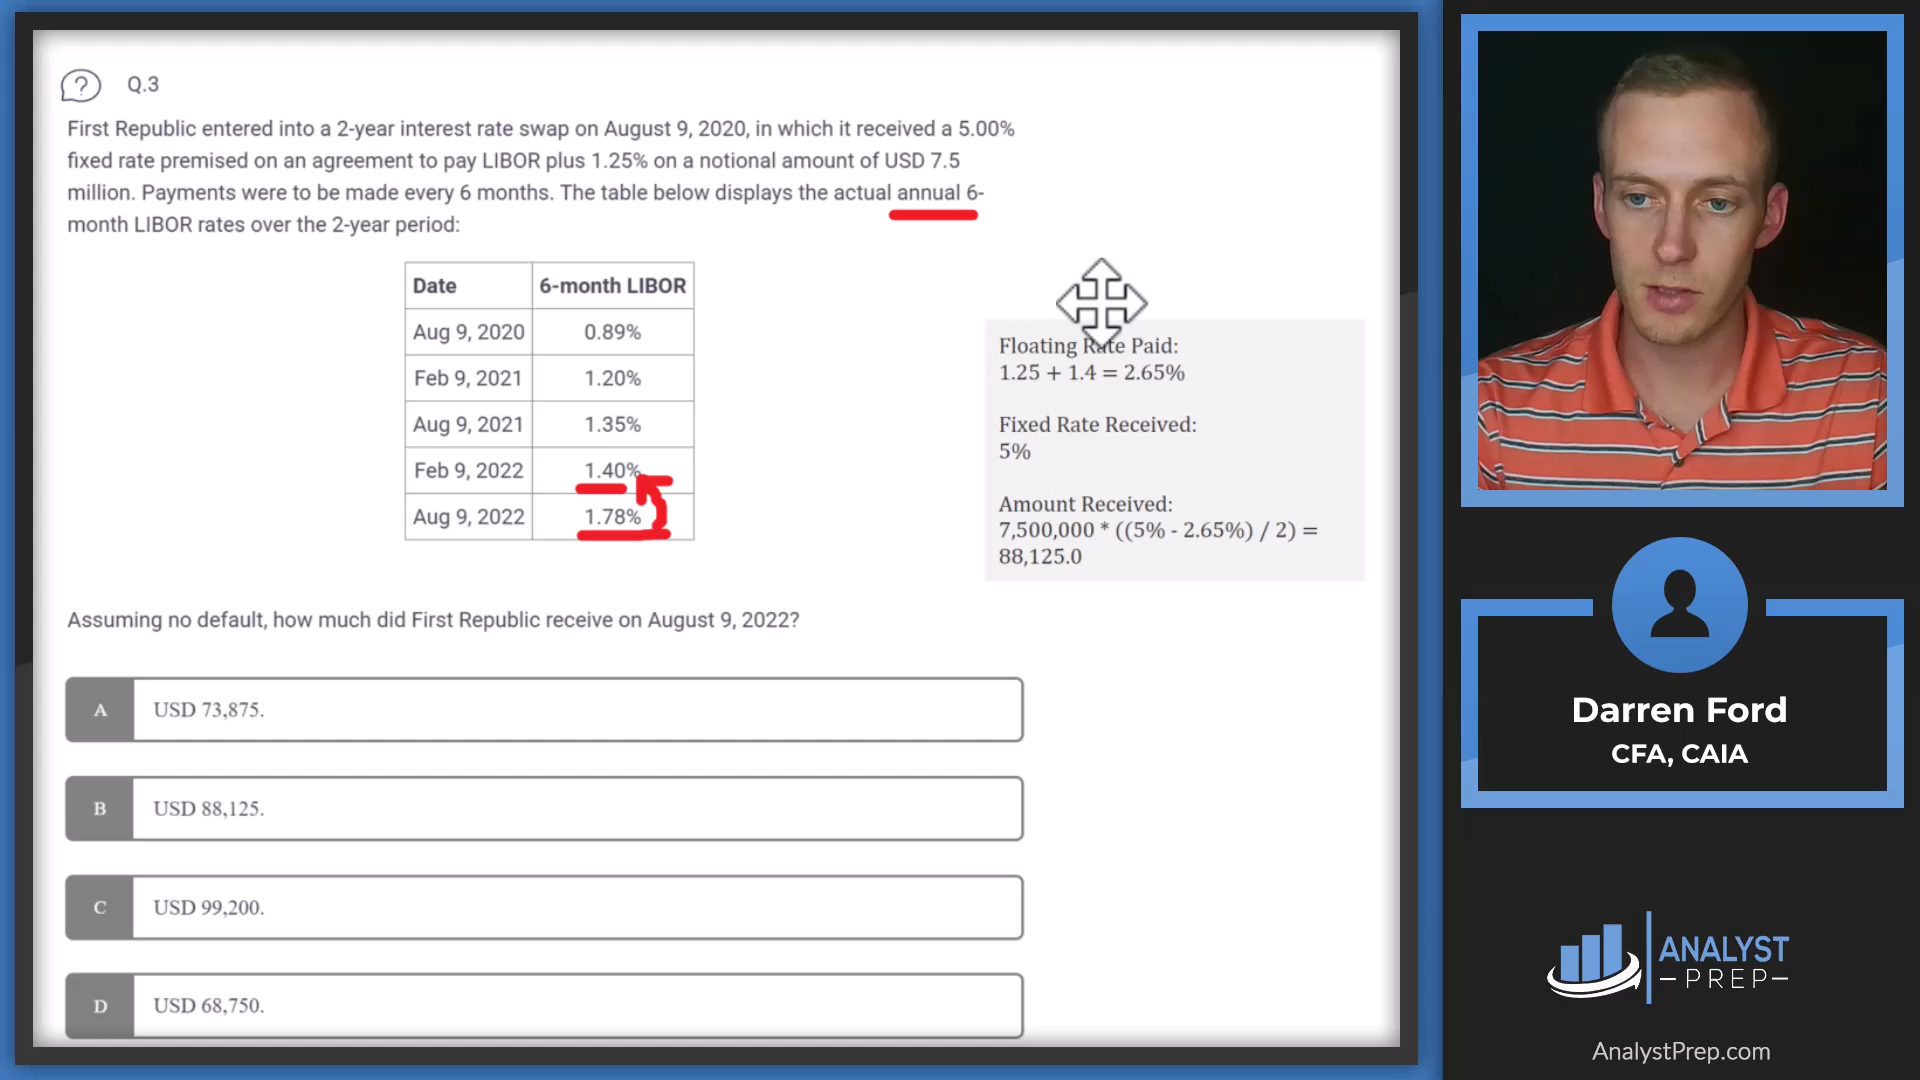 Q.3
First Republic entered into a 2-year interest rate swap on August 9, 2020, in which it received a 5.00%
fixed rate premised on an agreement to pay LIBOR plus 1.25% on a notional amount of USD 7.5
million. Payments were to be made every 6 months. The table below displays the actual annual 6-
month LIBOR rates over the 2-year period:
Date 6-month LIBOR
Aug 9, 2020 0.89%
Feb 9, 2021 1.20%
Aug 9, 2021 1.35%
Feb 9, 2022 1.40%
Aug 9, 2022 1.78%
Floating Rate Paid:
1.25 + 1.4 = 2.65%
Fixed Rate Received:
5%
Amount Received:
7,500,000 * ((5% - 2.65%) / 2) =
88,125.0
Assuming no default, how much did First Republic receive on August 9, 2022?
A USD 73,875.
B USD 88,125.
C USD 99,200.
D USD 68,750.
Darren Ford
CFA, CAIA
ANALYST
PREP
AnalystPrep.com